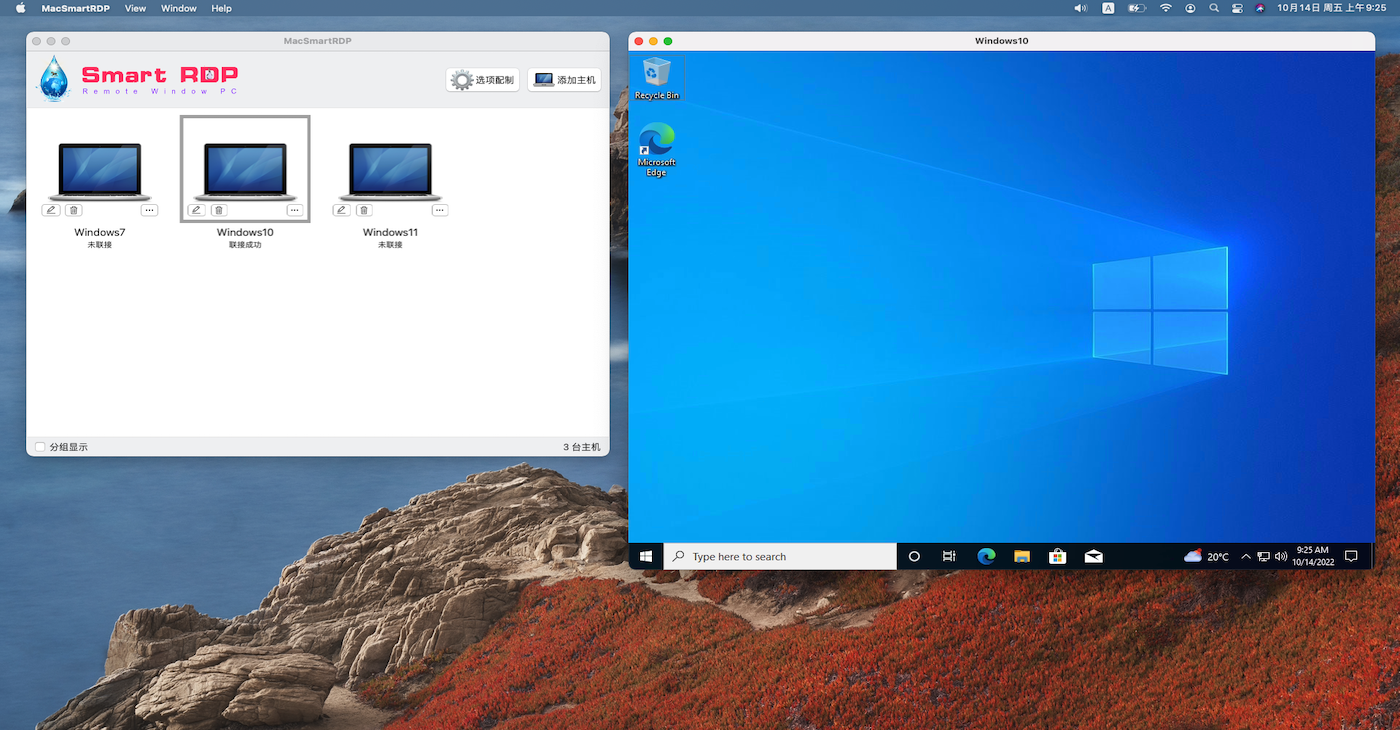 MacSmartRDP View Window Help
A
10月14日 周五 上午9:25
MacSmartRDP
Smart RDP
Remote Window PC
选项配制
添加主机
Windows7
未联接
Windows10
联接成功
Windows11
未联接
分组显示
3 台主机
Windows10
Recycle Bin
Microsoft
Edge
Type here to search
20°C
9:25 AM
10/14/2022